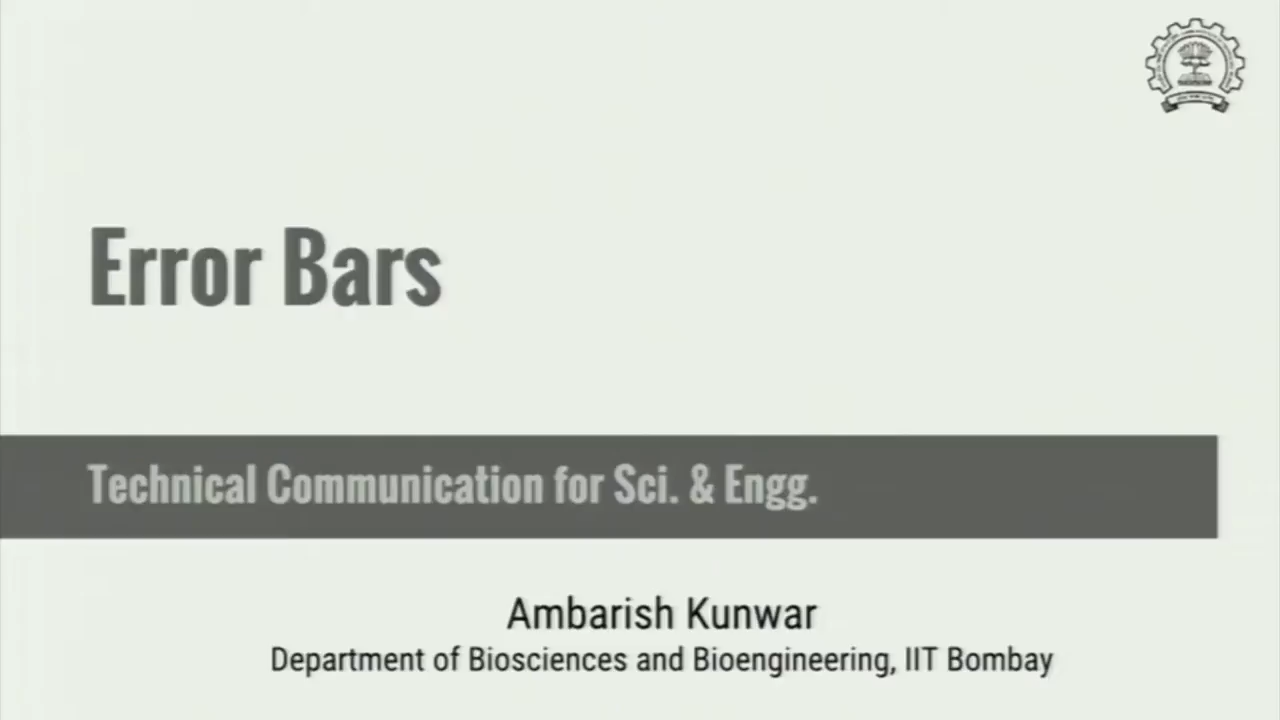 Error Bars
Technical Communication for Sci. & Engg.
Ambarish Kunwar
Department of Biosciences and Bioengineering, IIT Bombay